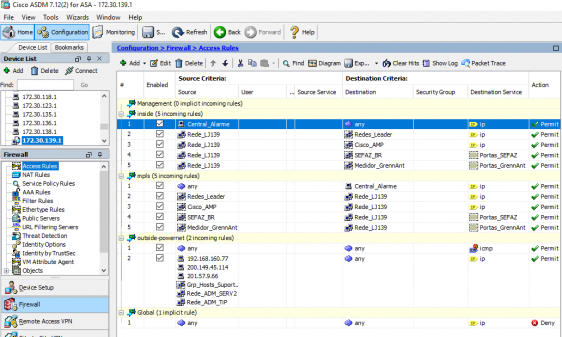 Cisco ASDM 7.12(2) for ASA - 172.30.139.1
File View Tools Wizards Window Help
Home Configuration Monitoring S... Refresh Back Forward Help
Device List Bookmarks
Configuration > Firewall > Access Rules
Device List
Add Delete Connect
Find: Go
172.30.118.1
172.30.123.1
172.30.135.1
172.30.136.1
172.30.138.1
172.30.139.1
Firewall
Access Rules
NAT Rules
Service Policy Rules
AAA Rules
Filter Rules
Ethertype Rules
Public Servers
URL Filtering Servers
Threat Detection
Identity Options
Identity by TrustSec
VM Attribute Agent
Objects
Device Setup
Firewall
Remote Access VPN
Add Edit Delete Find Diagram Exp... Clear Hits Show Log Packet Trace
Source Criteria: Destination Criteria:
# Enabled Source User ... Source Service Destination Security Group Destination Service Action
Management (0 implicit incoming rules)
inside (5 incoming rules)
1 Central_Alarme any ip Permit
2 Rede_LJ139 Redes_Leader ip Permit
3 Rede_LJ139 Cisco_AMP ip Permit
4 Rede_LJ139 SEFAZ_BR Portas_SEFAZ Permit
5 Rede_LJ139 Medidor_GrennAnt Portas_GrennAnt Permit
mpls (5 incoming rules)
1 any Central_Alarme ip Permit
2 Redes_Leader Rede_LJ139 ip Permit
3 Cisco_AMP Rede_LJ139 ip Permit
4 SEFAZ_BR Rede_LJ139 Portas_SEFAZ Permit
5 Medidor_GrennAnt Rede_LJ139 Portas_GrennAnt Permit
outside-powernet (2 incoming rules)
1 any any icmp Permit
2 192.168.160.77 any ip Permit
200.149.45.114
201.57.9.66
Grp_Hosts_Suport...
Rede_ADM_SERV2
Rede_ADM_TIP
Global (1 implicit rule)
1 any any ip Deny